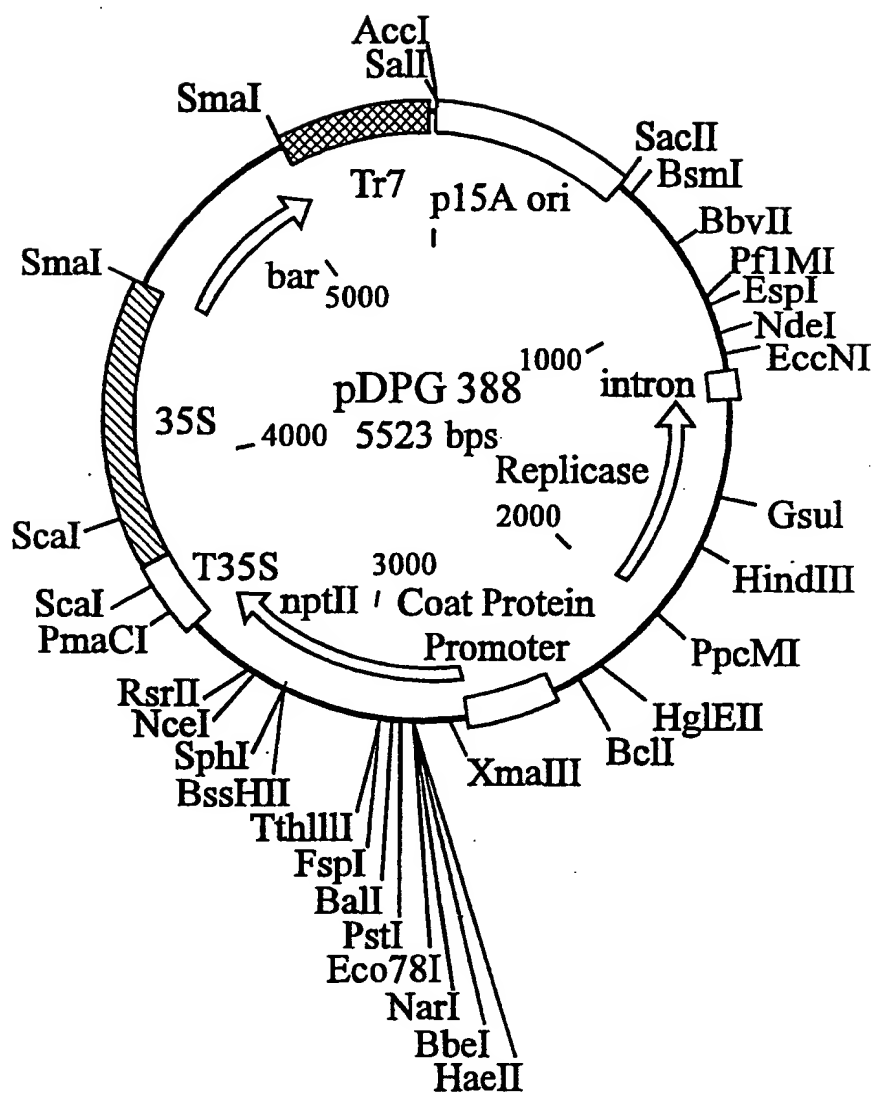 AccI
SalI
SmaI
SacII
BsmI
Tr7
p15A ori
BbvII
SmaI
Pf1MI
EspI
bar
5000
NdeI
EccNI
1000
intron
pDPG 388
35S
4000
5523 bps
Replicase
2000
GsuI
ScaI
T35S
3000
HindIII
ScaI
nptII
Coat Protein
Promoter
PmaCI
PpcMI
RsrII
HglEII
NceI
BclI
SphI
XmaIII
BssHII
TthlllI
FspI
BalI
PstI
Eco78I
NarI
BbeI
HaeII